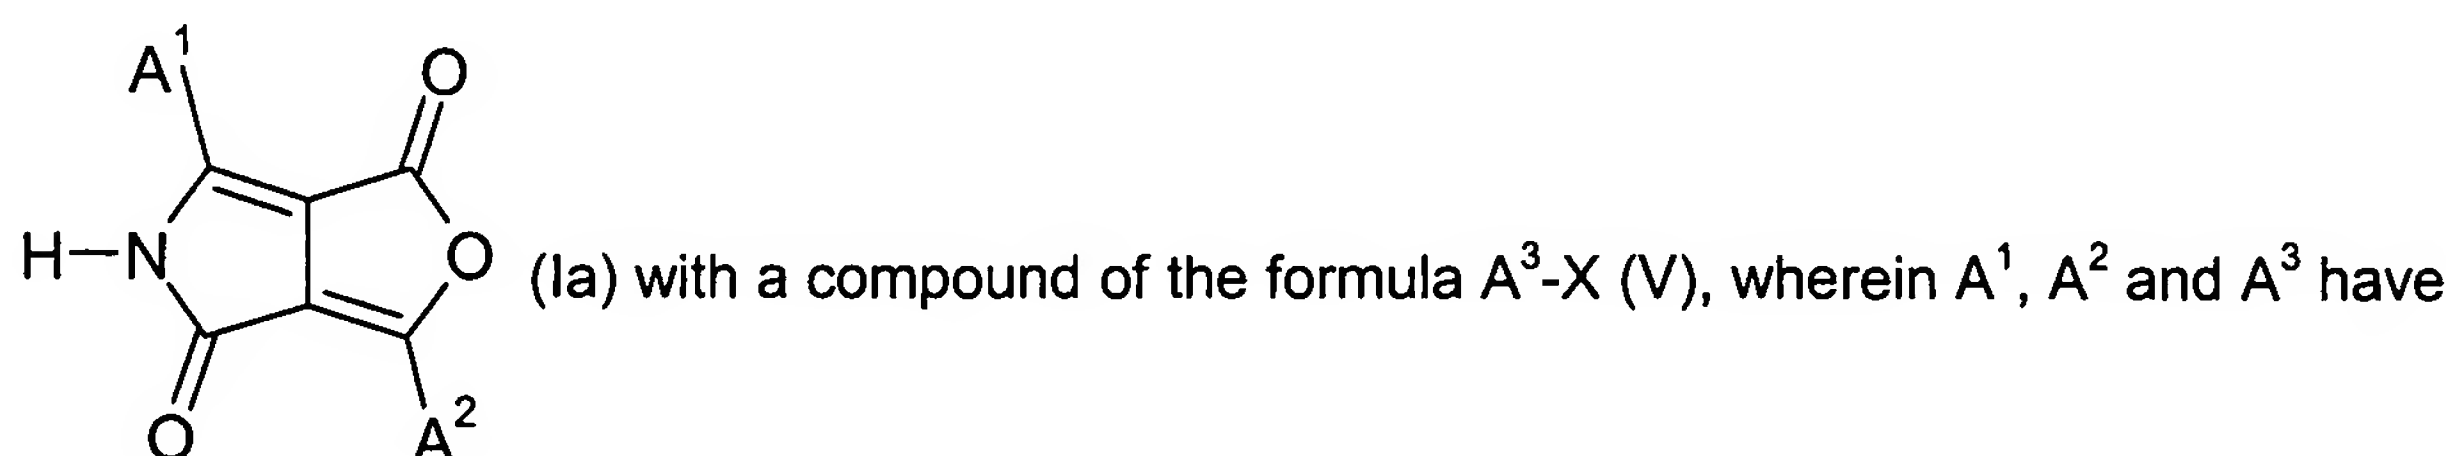 A¹
O
H–N
O
(Ia) with a compound of the formula A³-X (V), wherein A¹, A² and A³ have
O
A²